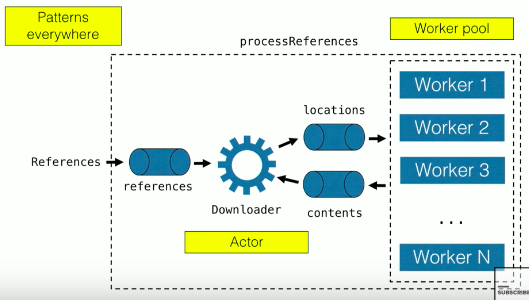 Patterns
everywhere
processReferences
Worker pool
Worker 1
locations
Worker 2
References
references
Worker 3
Downloader
contents
...
Actor
Worker N
SUBSCRIBE